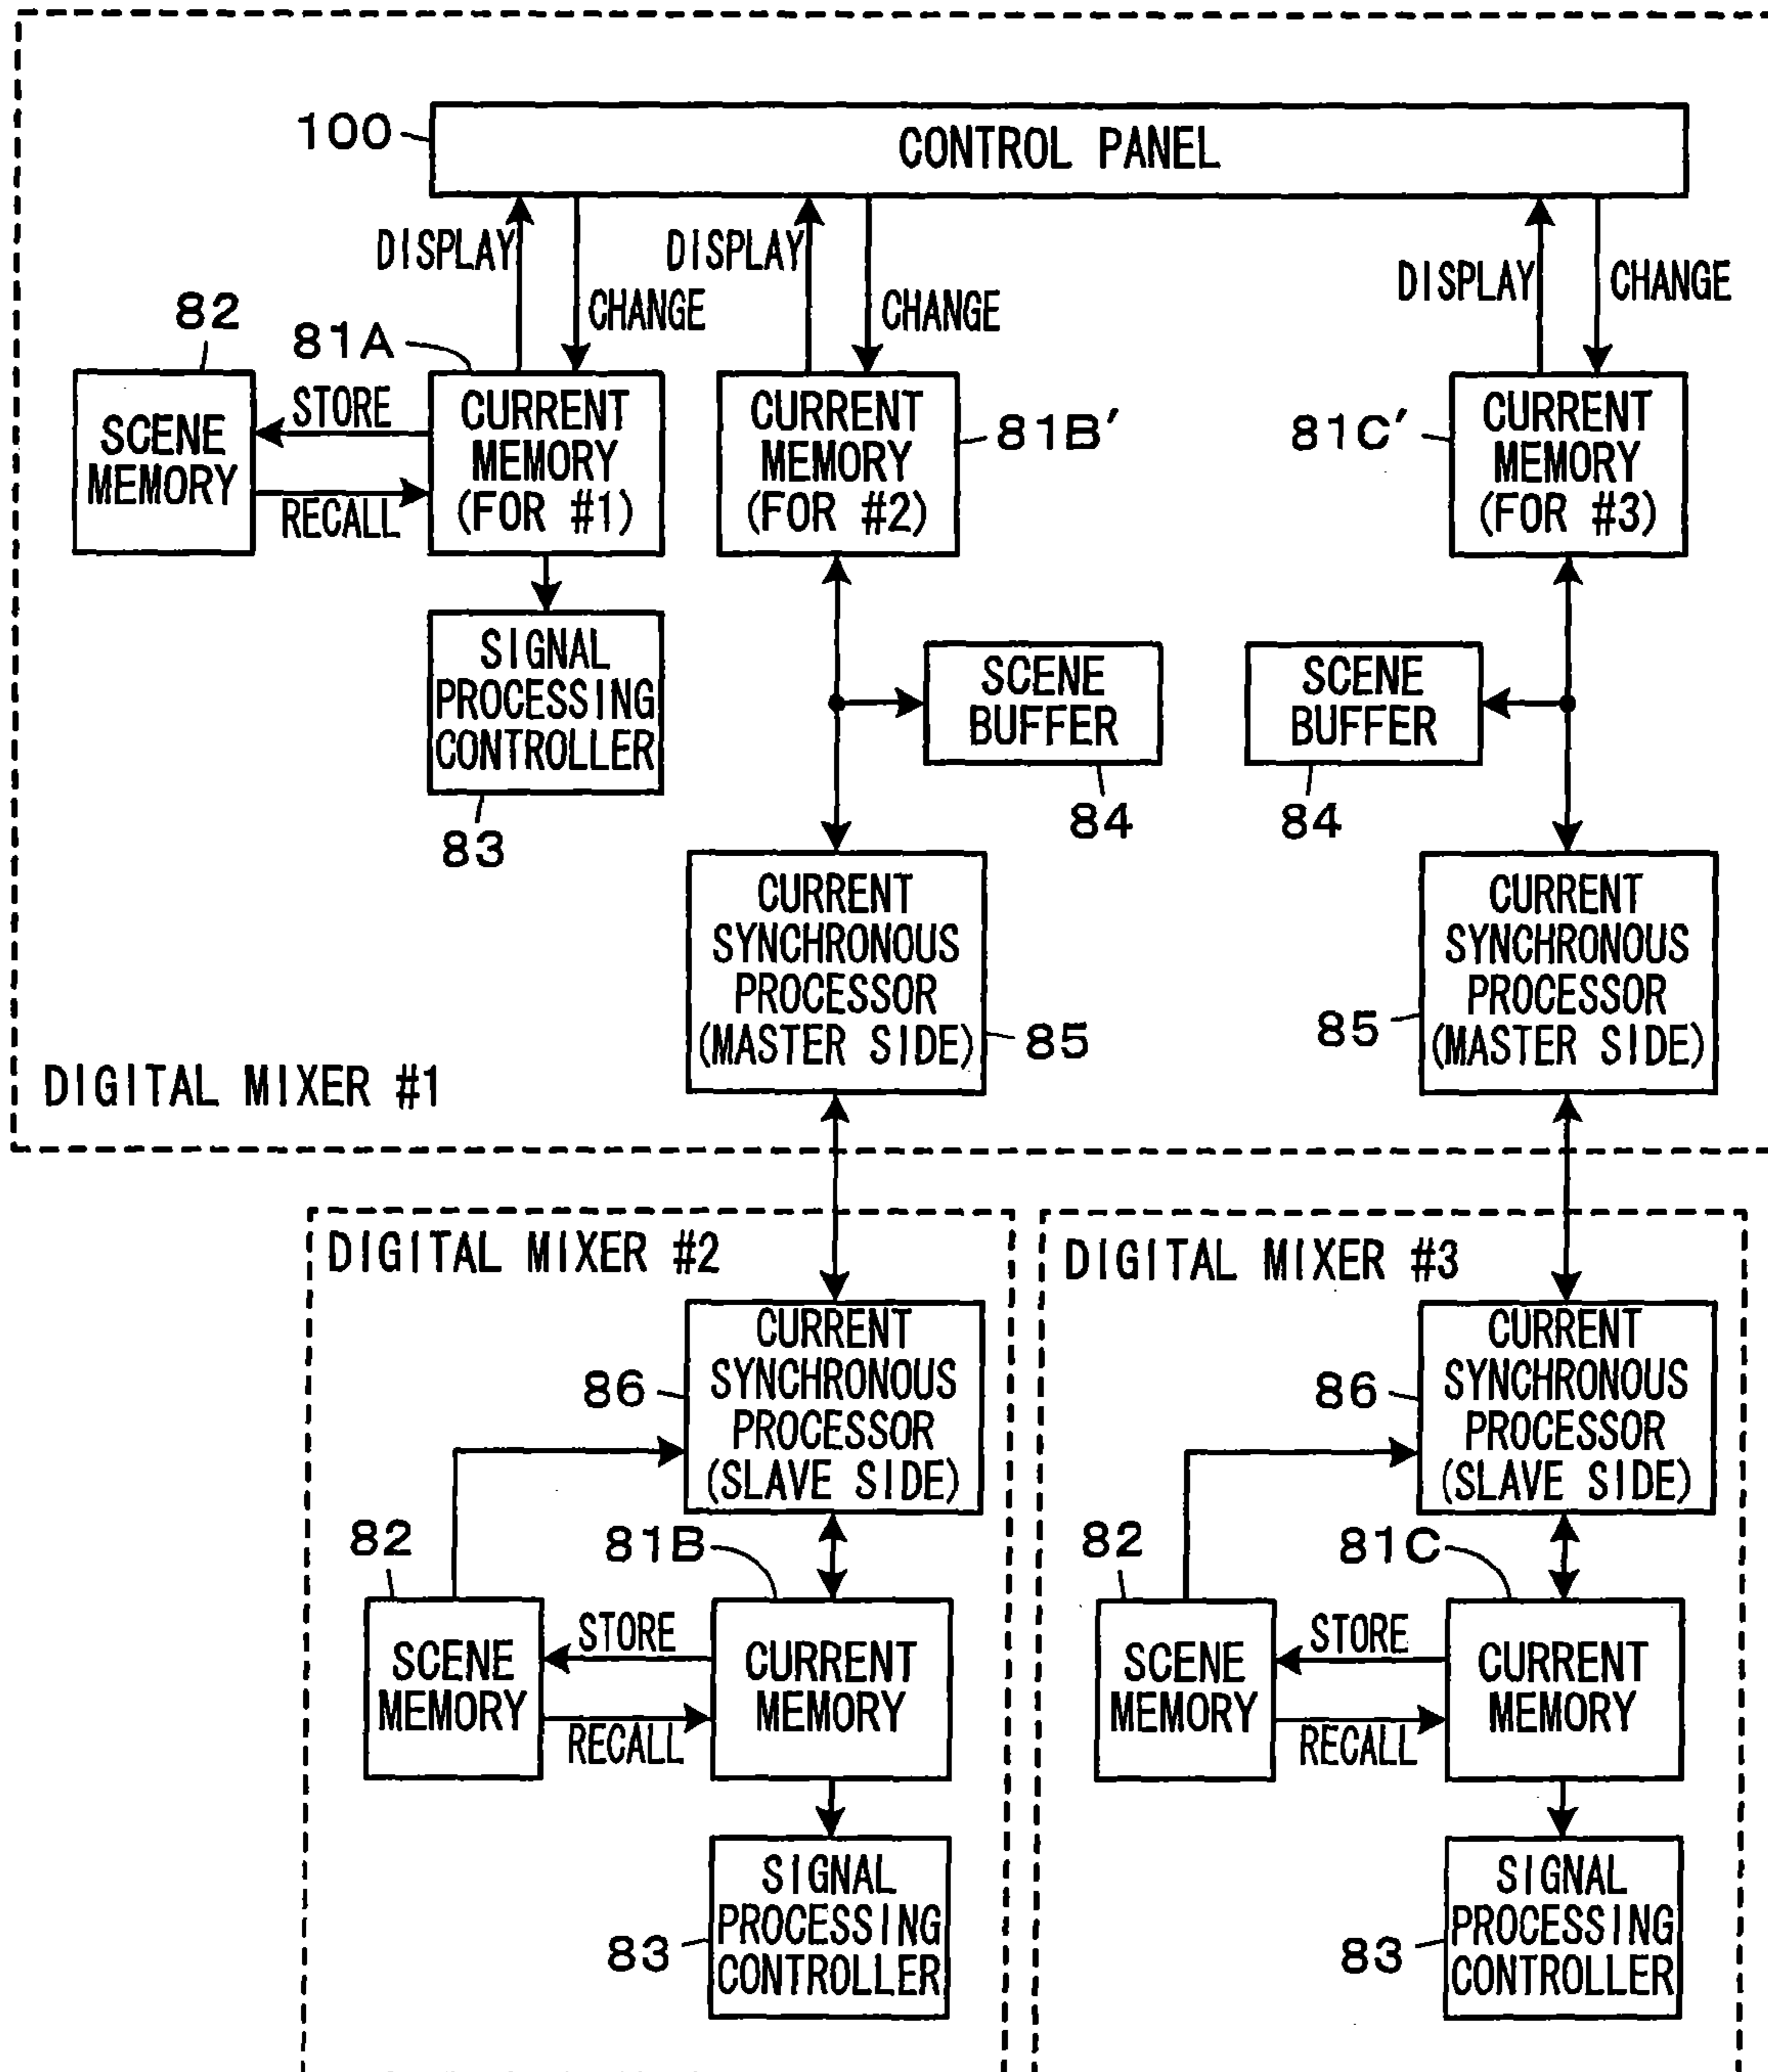 100
CONTROL PANEL
DISPLAY
CHANGE
DISPLAY
CHANGE
DISPLAY
CHANGE
82
SCENE
MEMORY
STORE
RECALL
81A
CURRENT
MEMORY
(FOR #1)
CURRENT
MEMORY
(FOR #2)
81B′
81C′
CURRENT
MEMORY
(FOR #3)
SIGNAL
PROCESSING
CONTROLLER
83
SCENE
BUFFER
84
SCENE
BUFFER
84
CURRENT
SYNCHRONOUS
PROCESSOR
(MASTER SIDE)
85
CURRENT
SYNCHRONOUS
PROCESSOR
(MASTER SIDE)
85
DIGITAL MIXER #1
DIGITAL MIXER #2
CURRENT
SYNCHRONOUS
PROCESSOR
(SLAVE SIDE)
86
82
SCENE
MEMORY
STORE
RECALL
81B
CURRENT
MEMORY
SIGNAL
PROCESSING
CONTROLLER
83
DIGITAL MIXER #3
CURRENT
SYNCHRONOUS
PROCESSOR
(SLAVE SIDE)
86
82
SCENE
MEMORY
STORE
RECALL
81C
CURRENT
MEMORY
SIGNAL
PROCESSING
CONTROLLER
83